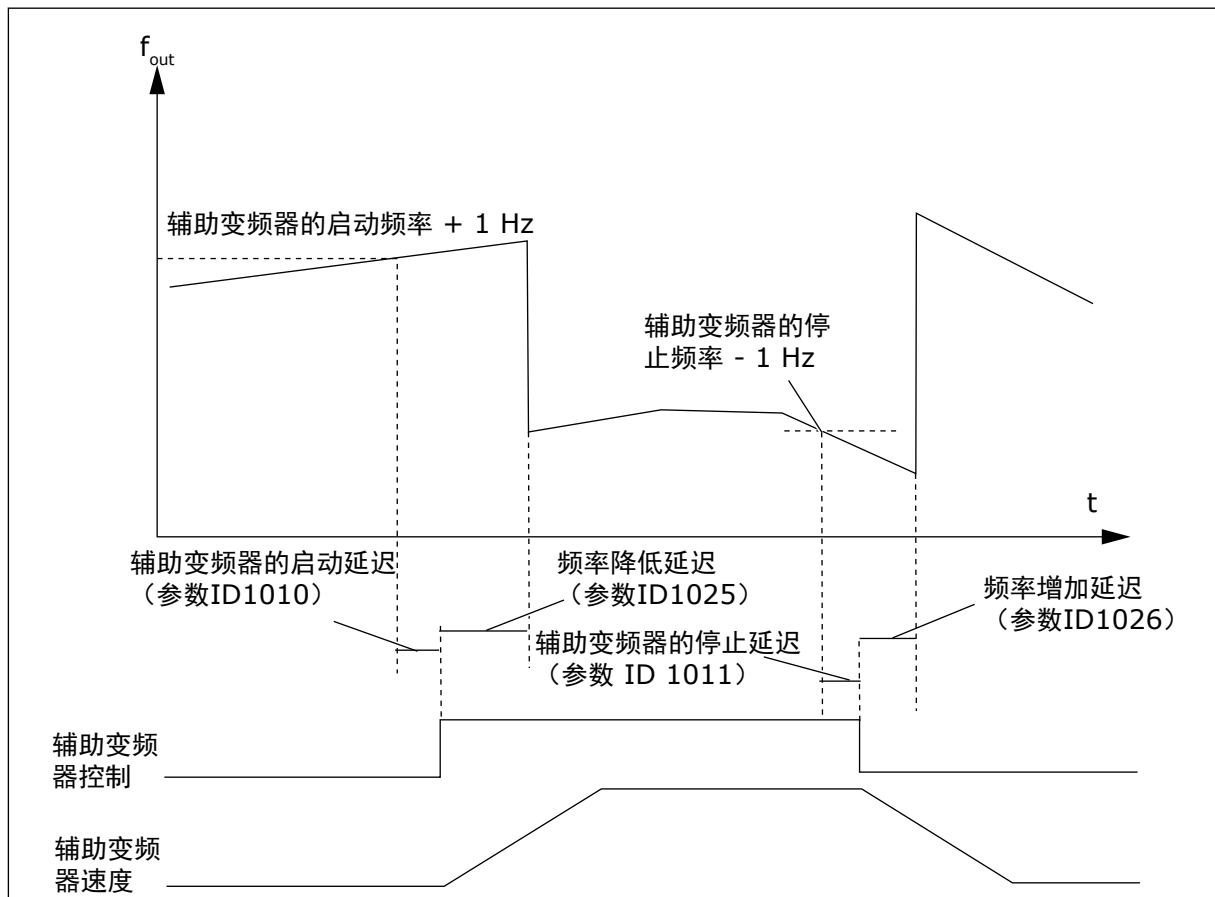 fout
辅助变频器的启动频率 + 1 Hz
辅助变频器的停
止频率 - 1 Hz
t
辅助变频器的启动延迟
（参数ID1010）
频率降低延迟
（参数ID1025）
辅助变频器的停止延迟
（参数 ID 1011）
频率增加延迟
（参数ID1026）
辅助变频
器控制
辅助变频
器速度